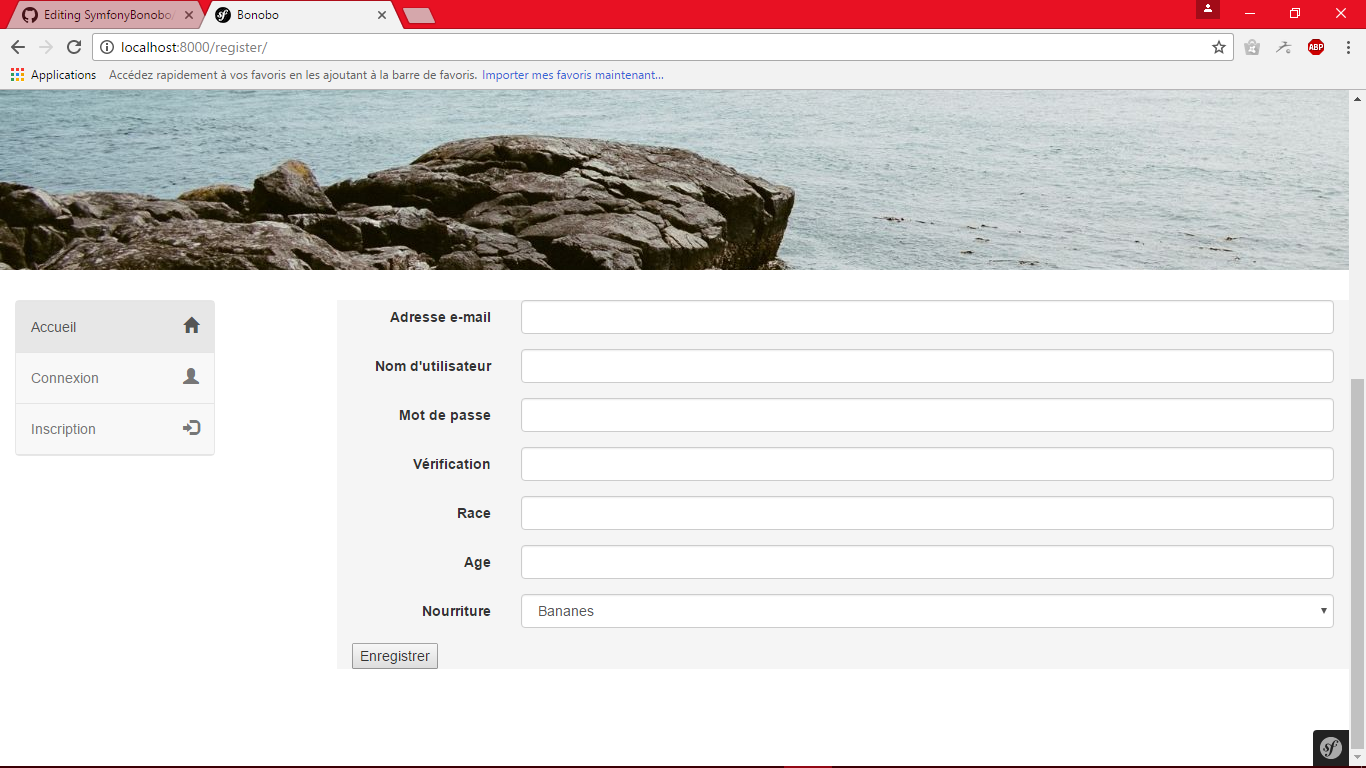 Editing SymfonyBonobo/
Bonobo
localhost:8000/register/
ABP
Applications Accédez rapidement à vos favoris en les ajoutant à la barre de favoris. Importer mes favoris maintenant...
Accueil
Connexion
Inscription
Adresse e-mail
Nom d'utilisateur
Mot de passe
Vérification
Race
Age
Nourriture Bananes
Enregistrer
sf